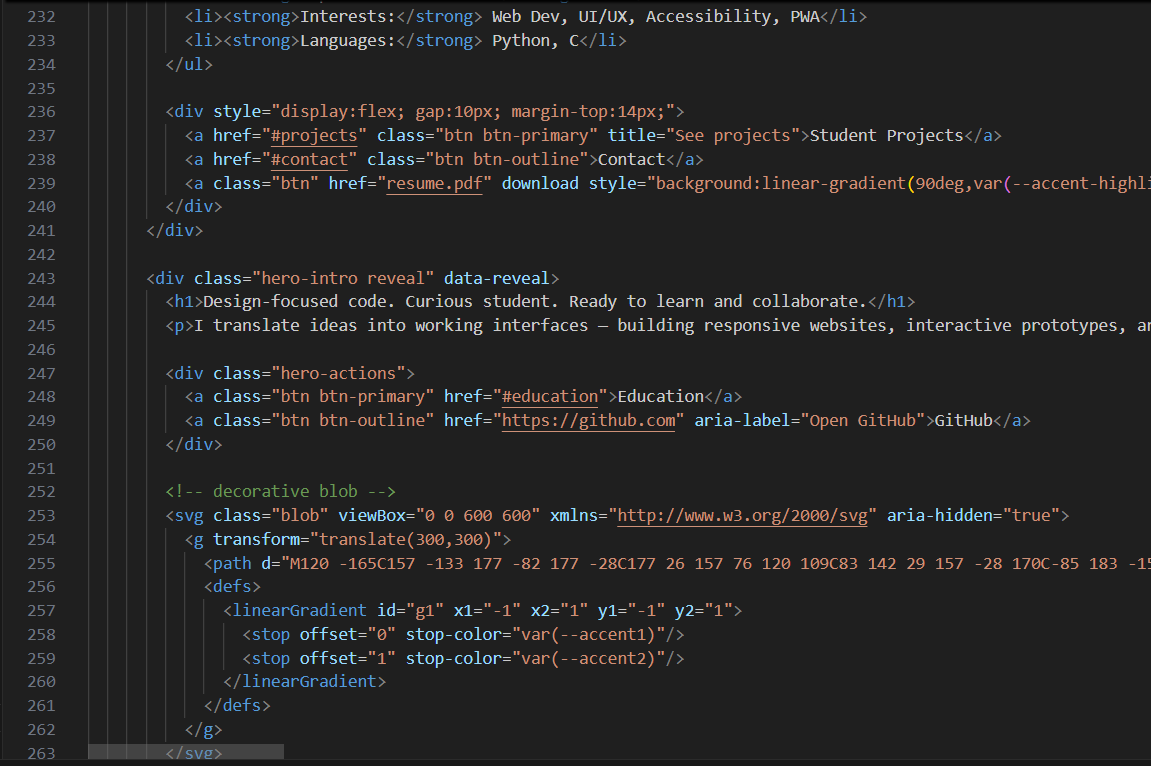 232 <li><strong>Interests:</strong> Web Dev, UI/UX, Accessibility, PWA</li>
233 <li><strong>Languages:</strong> Python, C</li>
234 </ul>
235
236 <div style="display:flex; gap:10px; margin-top:14px;">
237 <a href="#projects" class="btn btn-primary" title="See projects">Student Projects</a>
238 <a href="#contact" class="btn btn-outline">Contact</a>
239 <a class="btn" href="resume.pdf" download style="background:linear-gradient(90deg,var(--accent-highli
240 </div>
241 </div>
242
243 <div class="hero-intro reveal" data-reveal>
244 <h1>Design-focused code. Curious student. Ready to learn and collaborate.</h1>
245 <p>I translate ideas into working interfaces — building responsive websites, interactive prototypes, an
246
247 <div class="hero-actions">
248 <a class="btn btn-primary" href="#education">Education</a>
249 <a class="btn btn-outline" href="https://github.com" aria-label="Open GitHub">GitHub</a>
250 </div>
251
252 <!-- decorative blob -->
253 <svg class="blob" viewBox="0 0 600 600" xmlns="http://www.w3.org/2000/svg" aria-hidden="true">
254 <g transform="translate(300,300)">
255 <path d="M120 -165C157 -133 177 -82 177 -28C177 26 157 76 120 109C83 142 29 157 -28 170C-85 183 -15
256 <defs>
257 <linearGradient id="g1" x1="-1" x2="1" y1="-1" y2="1">
258 <stop offset="0" stop-color="var(--accent1)"/>
259 <stop offset="1" stop-color="var(--accent2)"/>
260 </linearGradient>
261 </defs>
262 </g>
263 </svg>